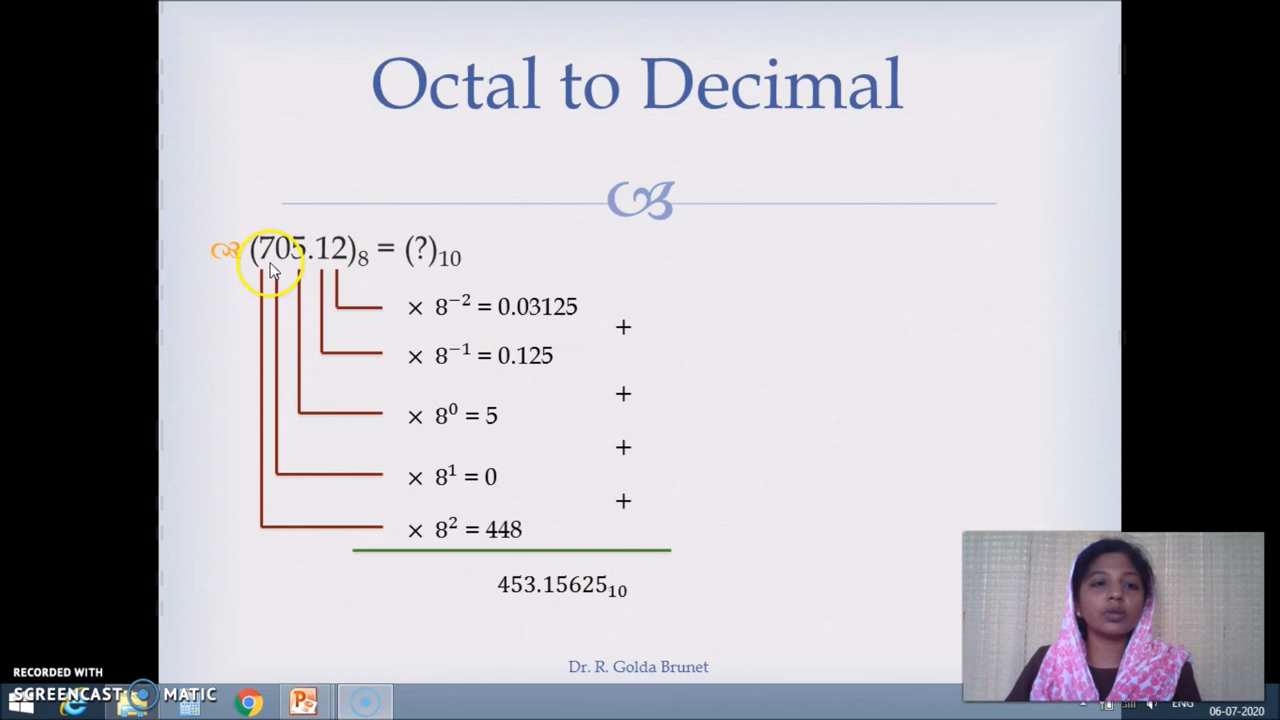 Octal to Decimal
(705.12)₈ = (?)₁₀
× 8⁻² = 0.03125
+
× 8⁻¹ = 0.125
+
× 8⁰ = 5
+
× 8¹ = 0
+
× 8² = 448
453.15625₁₀
Dr. R. Golda Brunet
RECORDED WITH
SCREENCAST MATIC
ENG
06-07-2020